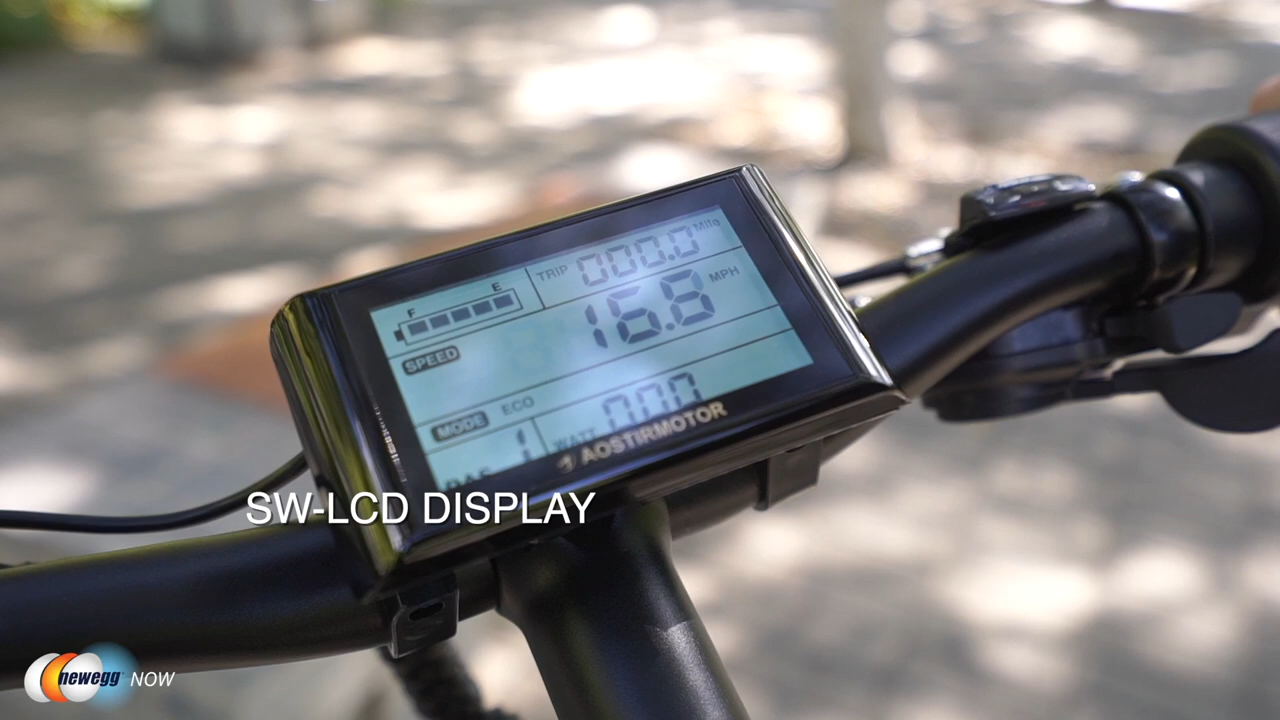 TRIP 000.0 Mile
F E
16.8 MPH
SPEED
MODE ECO
1 WATT 000
PAS
AOSTIRMOTOR
SW-LCD DISPLAY
newegg NOW